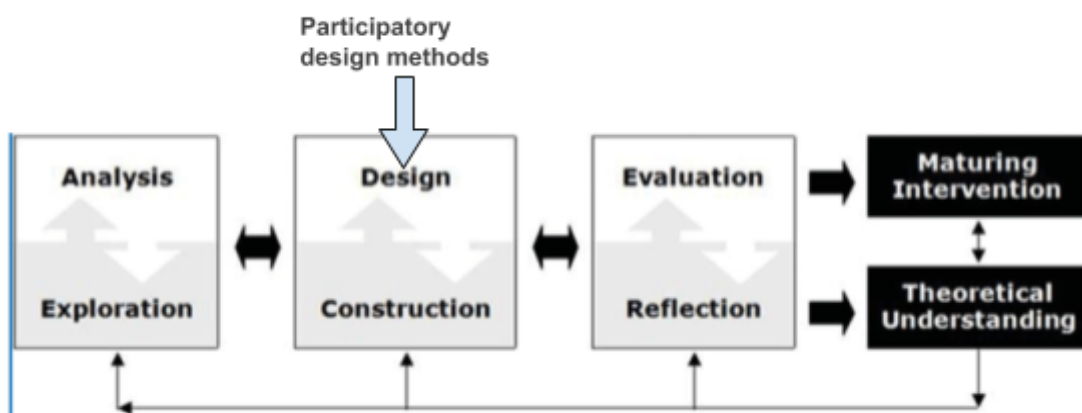 Participatory
design methods
Analysis
Exploration
Design
Construction
Evaluation
Reflection
Maturing
Intervention
Theoretical
Understanding